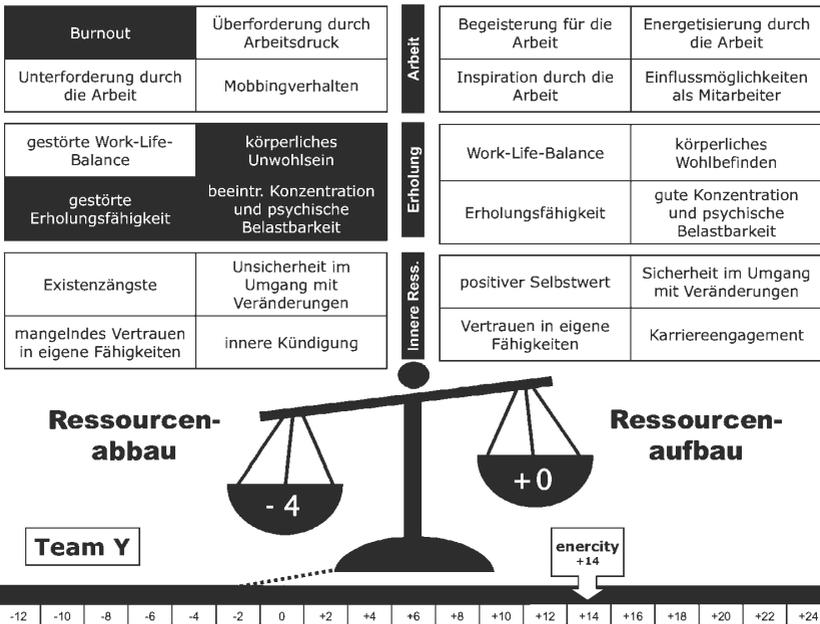 Burnout
Überforderung durch
Arbeitsdruck
Unterforderung durch
die Arbeit
Mobbingverhalten
Arbeit
Begeisterung für die
Arbeit
Energetisierung durch
die Arbeit
Inspiration durch die
Arbeit
Einflussmöglichkeiten
als Mitarbeiter
gestörte Work-Life-
Balance
körperliches
Unwohlsein
gestörte
Erholungsfähigkeit
beeintr. Konzentration
und psychische
Belastbarkeit
Erholung
Work-Life-Balance
körperliches
Wohlbefinden
Erholungsfähigkeit
gute Konzentration
und psychische
Belastbarkeit
Existenzängste
Unsicherheit im
Umgang mit
Veränderungen
mangelndes Vertrauen
in eigene Fähigkeiten
innere Kündigung
Innere Ress.
positiver Selbstwert
Sicherheit im Umgang
mit Veränderungen
Vertrauen in eigene
Fähigkeiten
Karriereengagement
Ressourcen-
abbau
Ressourcen-
aufbau
- 4
+0
Team Y
enercity
+14
-12 -10 -8 -6 -4 -2 0 +2 +4 +6 +8 +10 +12 +14 +16 +18 +20 +22 +24